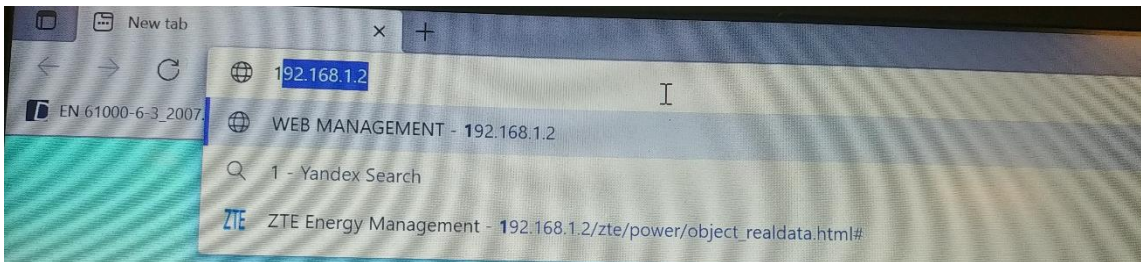 New tab
192.168.1.2
EN 61000-6-3_2007.
WEB MANAGEMENT - 192.168.1.2
1 - Yandex Search
ZTE ZTE Energy Management - 192.168.1.2/zte/power/object_realdata.html#